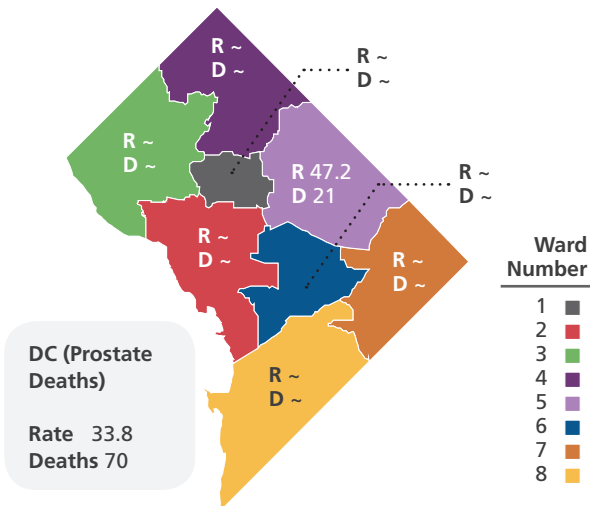 R ~
D ~
R ~
D ~
R ~
D ~
R 47.2
D 21
R ~
D ~
R ~
D ~
R ~
D ~
R ~
D ~
Ward
Number
1
2
3
4
5
6
7
8
DC (Prostate
Deaths)
Rate 33.8
Deaths 70